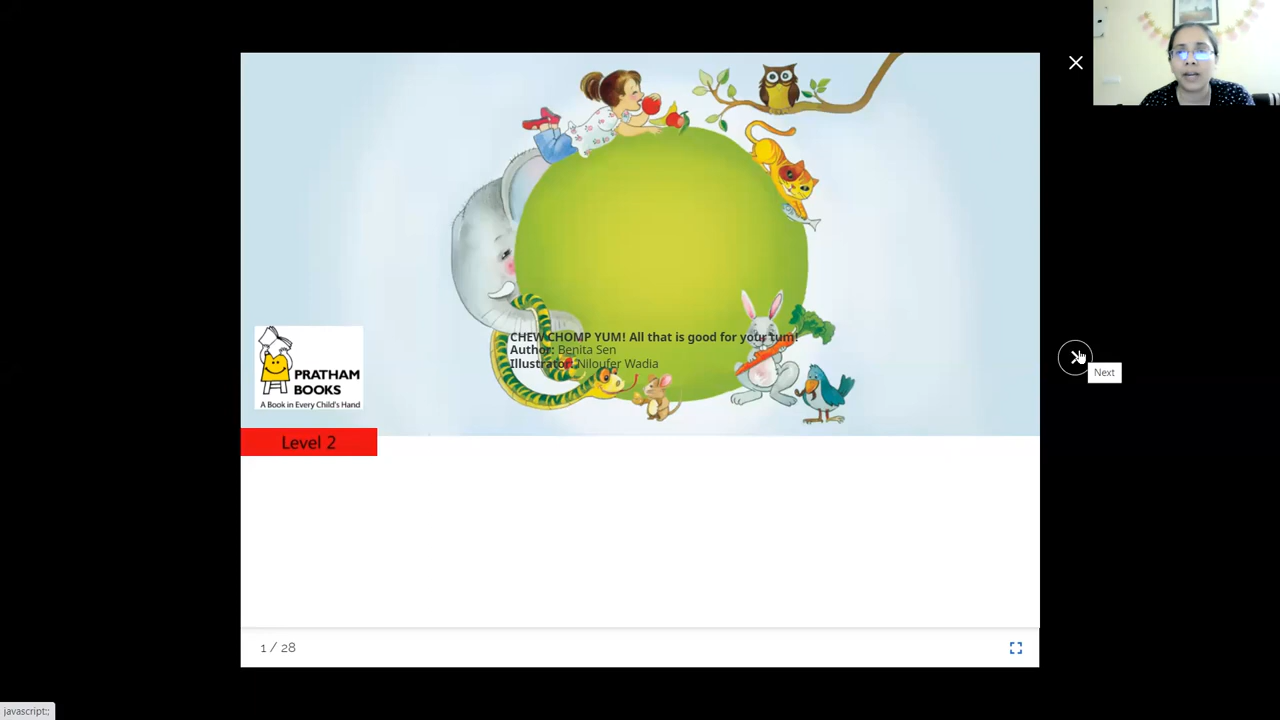 CHEW CHOMP YUM! All that is good for your tum!
Author: Benita Sen
Illustrator: Niloufer Wadia
PRATHAM
BOOKS
A Book in Every Child's Hand
Level 2
Next
1 / 28
javascript:;